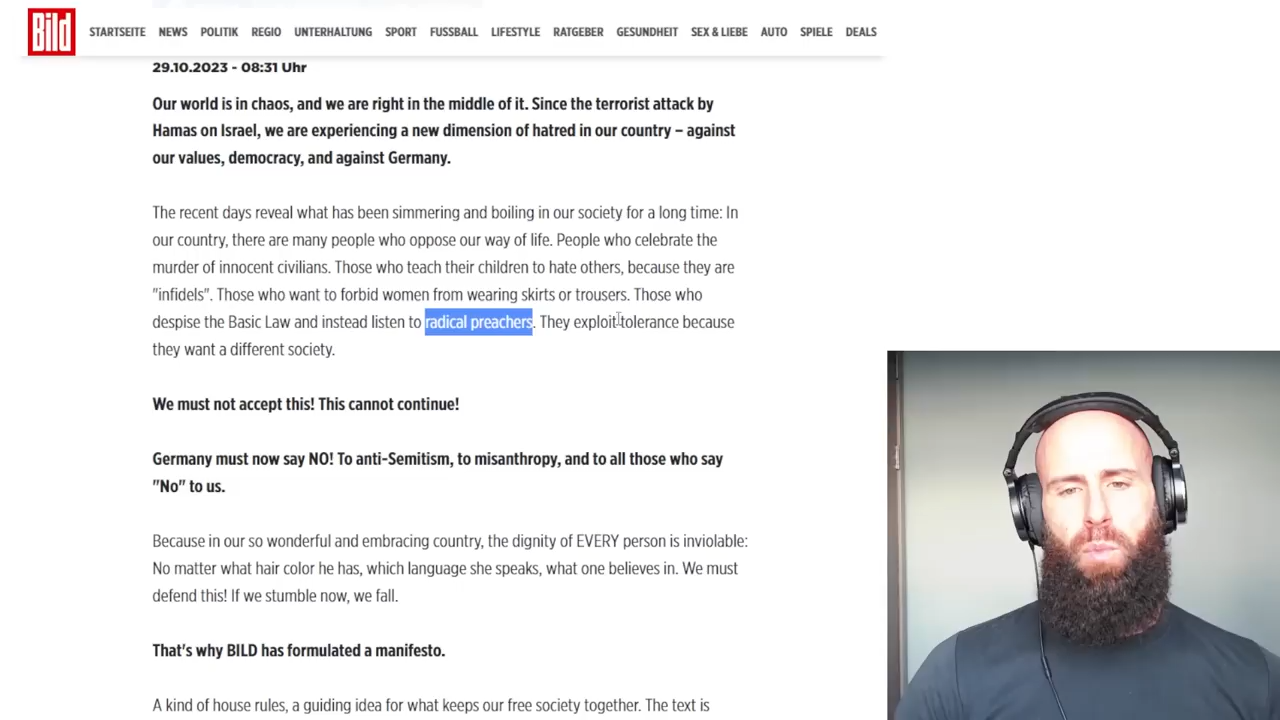 Bild
STARTSEITE NEWS POLITIK REGIO UNTERHALTUNG SPORT FUSSBALL LIFESTYLE RATGEBER GESUNDHEIT SEX & LIEBE AUTO SPIELE DEALS
29.10.2023 - 08:31 Uhr
Our world is in chaos, and we are right in the middle of it. Since the terrorist attack by
Hamas on Israel, we are experiencing a new dimension of hatred in our country – against
our values, democracy, and against Germany.
The recent days reveal what has been simmering and boiling in our society for a long time: In
our country, there are many people who oppose our way of life. People who celebrate the
murder of innocent civilians. Those who teach their children to hate others, because they are
"infidels". Those who want to forbid women from wearing skirts or trousers. Those who
despise the Basic Law and instead listen to radical preachers. They exploit tolerance because
they want a different society.
We must not accept this! This cannot continue!
Germany must now say NO! To anti-Semitism, to misanthropy, and to all those who say
"No" to us.
Because in our so wonderful and embracing country, the dignity of EVERY person is inviolable:
No matter what hair color he has, which language she speaks, what one believes in. We must
defend this! If we stumble now, we fall.
That's why BILD has formulated a manifesto.
A kind of house rules, a guiding idea for what keeps our free society together. The text is